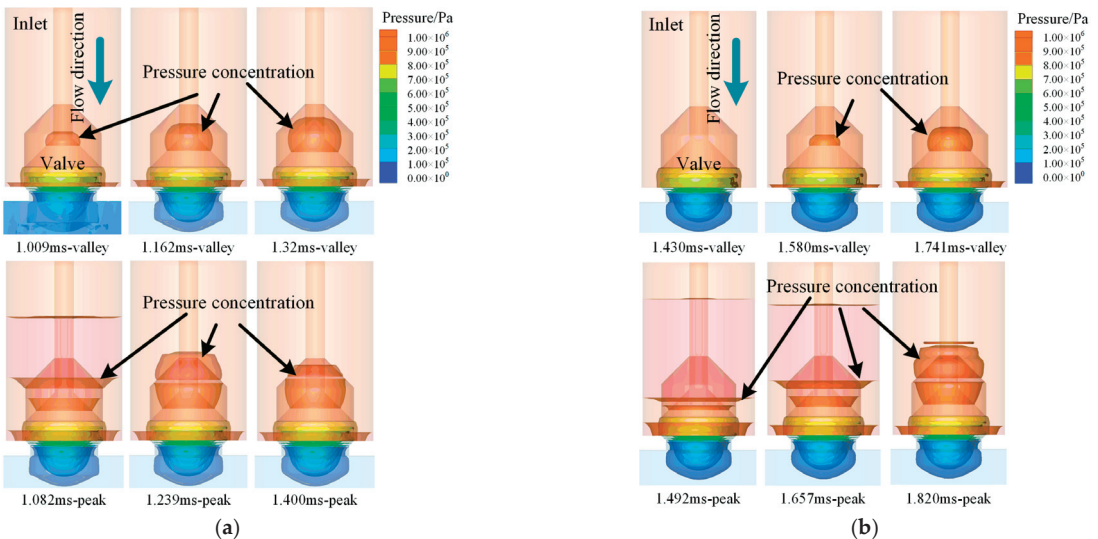 Inlet
Flow direction
Pressure/Pa
1.00×10⁶
9.00×10⁵
8.00×10⁵
7.00×10⁵
6.00×10⁵
5.00×10⁵
4.00×10⁵
3.00×10⁵
2.00×10⁵
1.00×10⁵
0.00×10⁰
Pressure concentration
Valve
1.009ms-valley 1.162ms-valley 1.32ms-valley
Pressure concentration
1.082ms-peak 1.239ms-peak 1.400ms-peak
(a)
Inlet
Flow direction
Pressure/Pa
1.00×10⁶
9.00×10⁵
8.00×10⁵
7.00×10⁵
6.00×10⁵
5.00×10⁵
4.00×10⁵
3.00×10⁵
2.00×10⁵
1.00×10⁵
0.00×10⁰
Pressure concentration
Valve
1.430ms-valley 1.580ms-valley 1.741ms-valley
Pressure concentration
1.492ms-peak 1.657ms-peak 1.820ms-peak
(b)